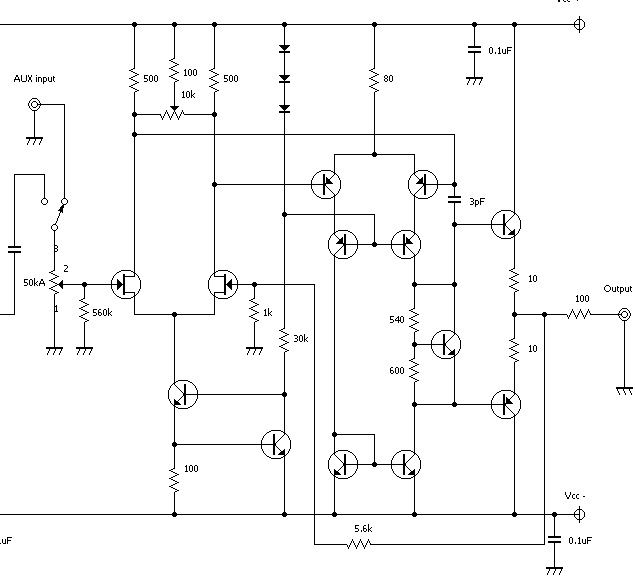 Vcc +
0.1uF
AUX input
500
100
500
80
10k
3pF
3
2
50kA
10
Output
1
560k
1k
540
100
30k
10
600
100
Vcc -
5.6k
0.1uF
.uF